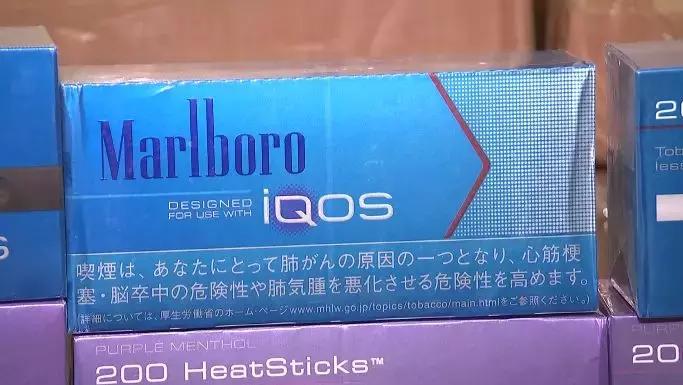 Marlboro
DESIGNED
FOR USE WITH
iQOS
喫煙は、あなたにとって肺がんの原因の一つとなり、心筋梗
塞・脳卒中の危険性や肺気腫を悪化させる危険性を高めます。
(詳細については、厚生労働省のホーム・ページ www.mhlw.go.jp/topics/tobacco/main.htmlをご参照ください。)
PURPLE MENTHOL
200 HeatSticks™
S
20
Tob
less
20